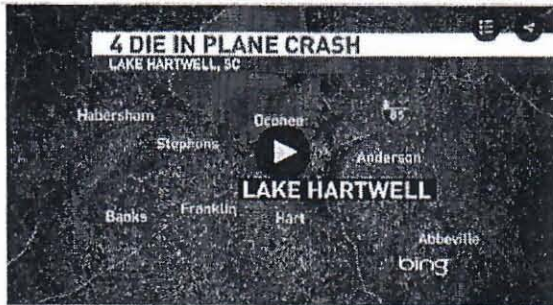 4 DIE IN PLANE CRASH
LAKE HARTWELL, SC
Habersham
Oconee
85
Stephens
Anderson
LAKE HARTWELL
Banks
Franklin
Hart
Abbeville
bing